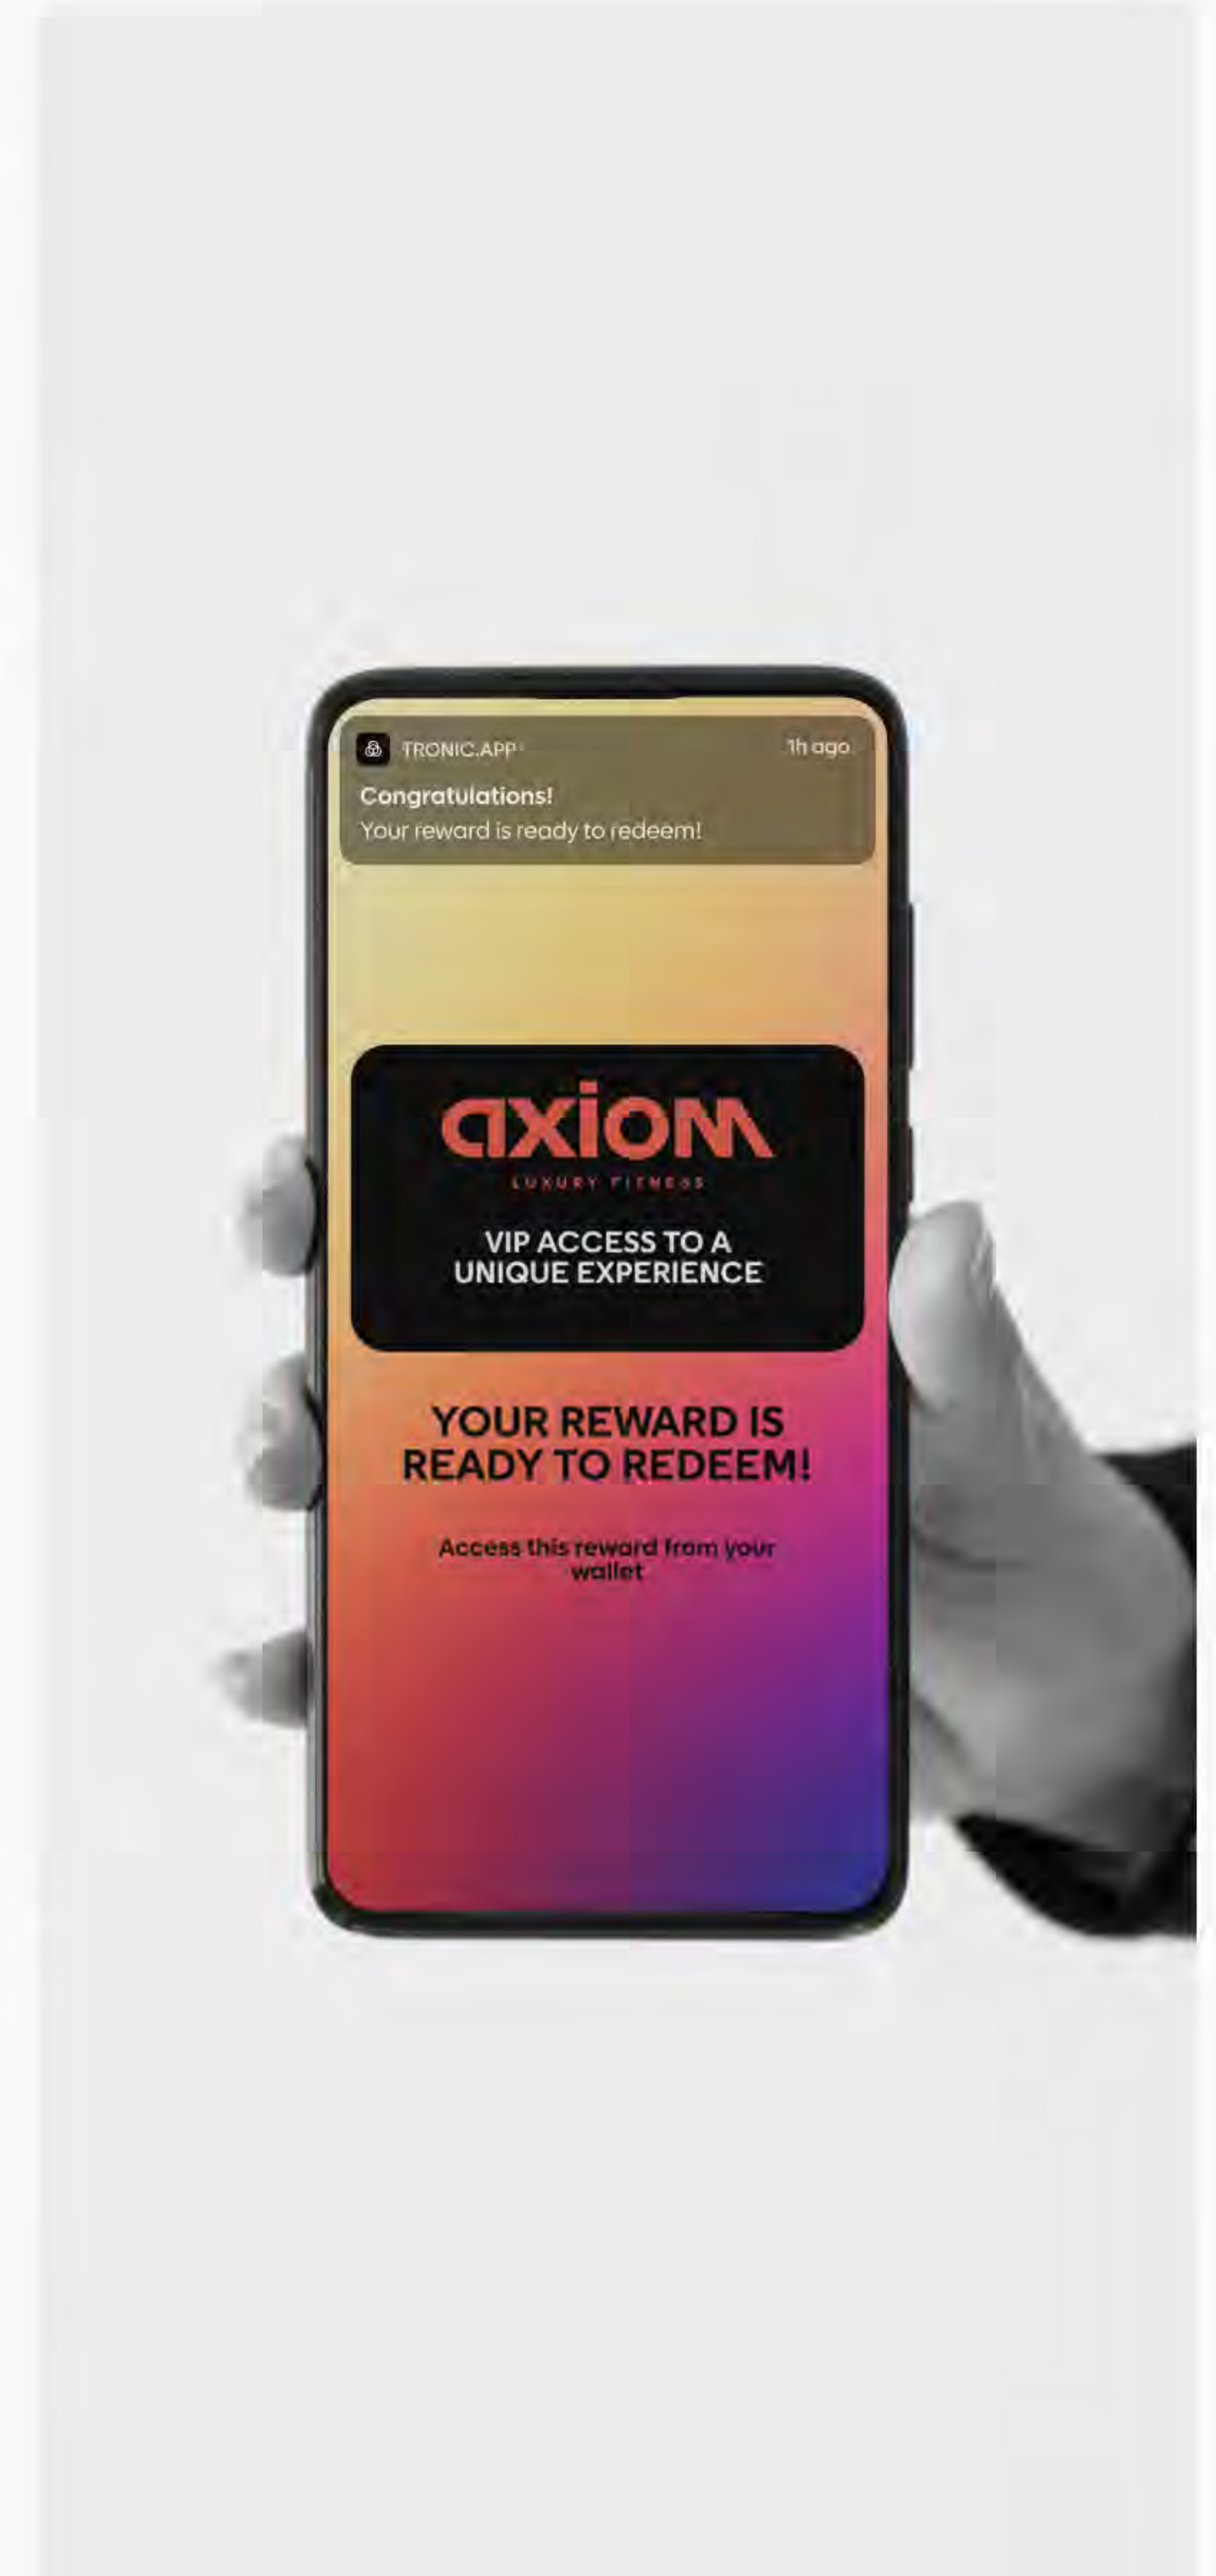 TRONIC.APP
1h ago
Congratulations!
Your reward is ready to redeem!
axiom
LUXURY FITNESS
VIP ACCESS TO A
UNIQUE EXPERIENCE
YOUR REWARD IS
READY TO REDEEM!
Access this reward from your
wallet